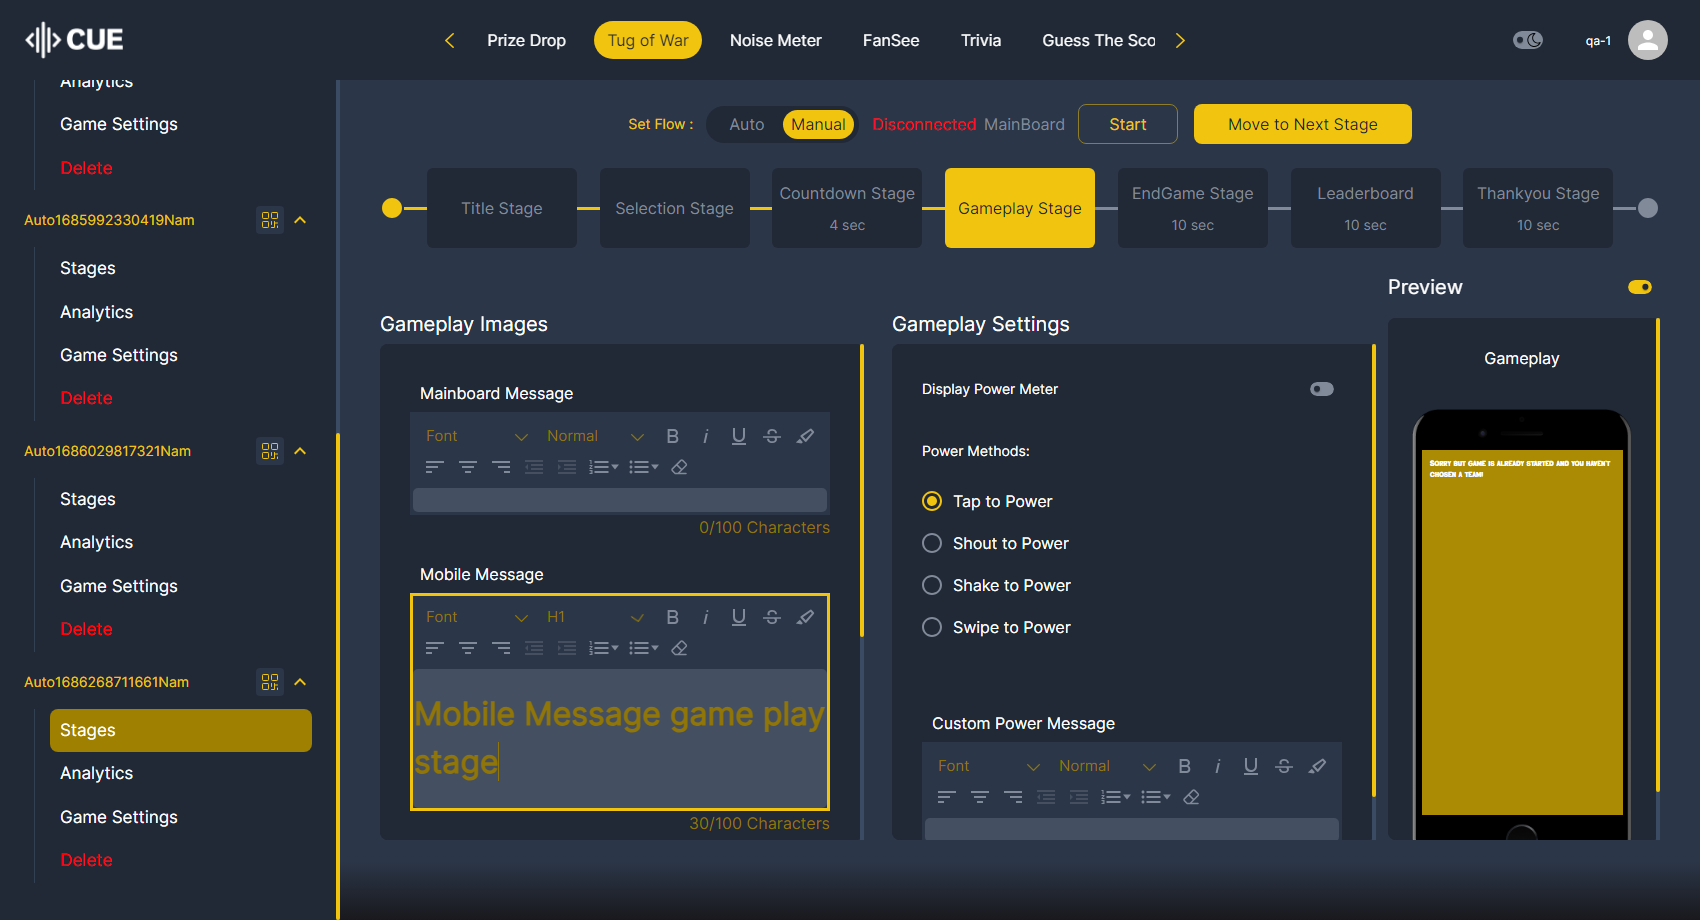 CUE
Prize Drop
Tug of War
Noise Meter
FanSee
Trivia
Guess The Sco
qa-1
Analytics
Game Settings
Delete
Auto1685992330419Nam
Stages
Analytics
Game Settings
Delete
Auto1686029817321Nam
Stages
Analytics
Game Settings
Delete
Auto1686268711661Nam
Stages
Analytics
Game Settings
Delete
Set Flow :
Auto
Manual
Disconnected MainBoard
Start
Move to Next Stage
Title Stage
Selection Stage
Countdown Stage
4 sec
Gameplay Stage
EndGame Stage
10 sec
Leaderboard
10 sec
Thankyou Stage
10 sec
Gameplay Images
Mainboard Message
Font
Normal
B i U S
0/100 Characters
Mobile Message
Font
H1
B i U S
Mobile Message game play
stage
30/100 Characters
Gameplay Settings
Display Power Meter
Power Methods:
Tap to Power
Shout to Power
Shake to Power
Swipe to Power
Custom Power Message
Font
Normal
B i U S
Preview
Gameplay
Sorry but game is already started and you haven't
chosen a team!